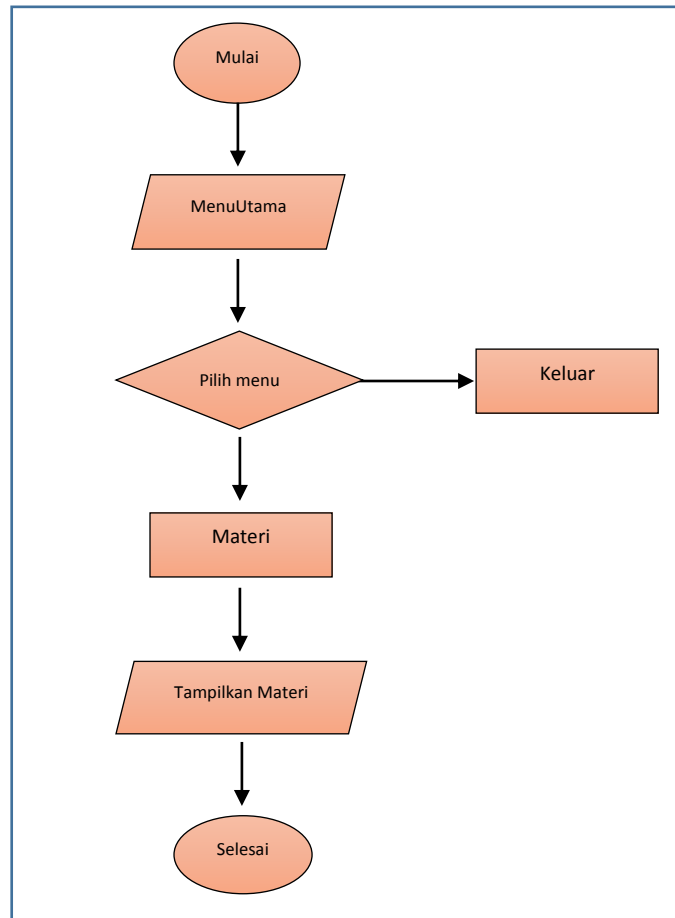 Mulai
MenuUtama
Pilih menu
Keluar
Materi
Tampilkan Materi
Selesai